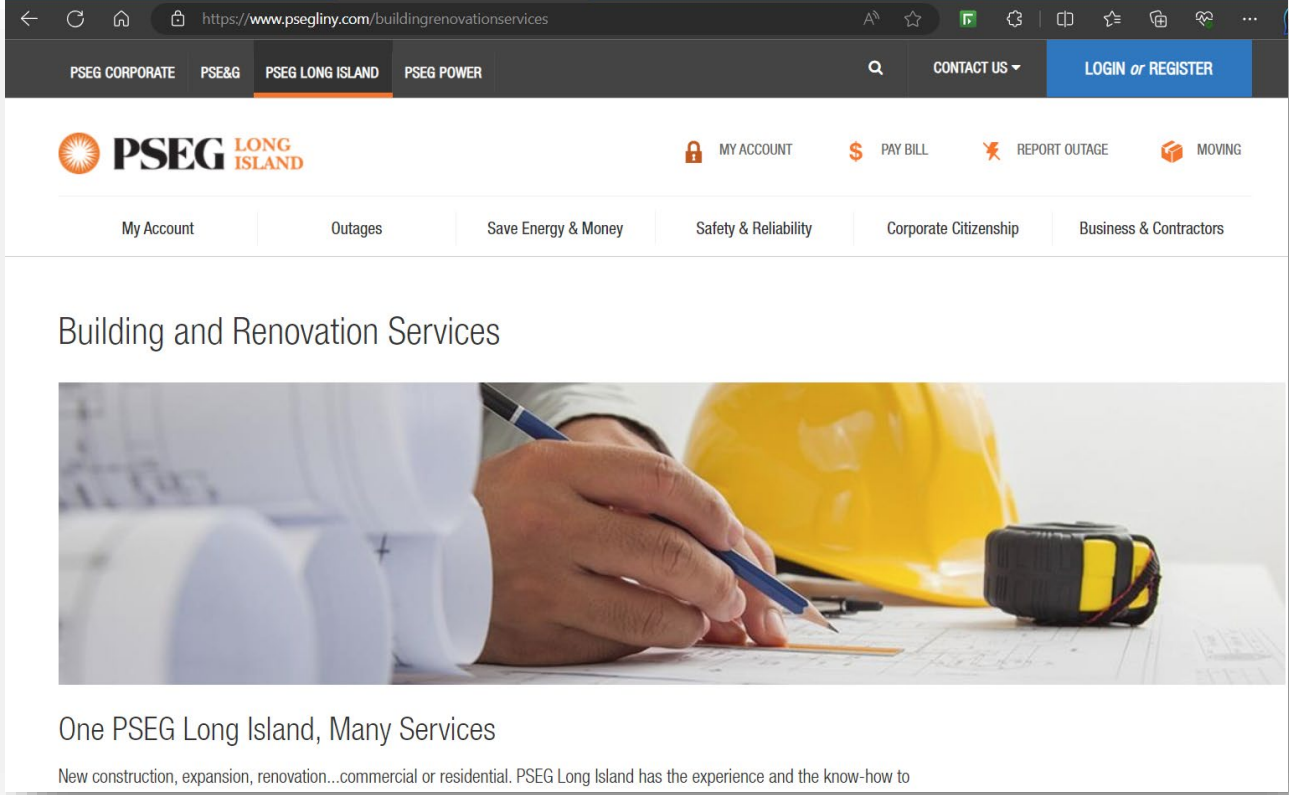 https://www.psegliny.com/buildingrenovationservices
PSEG CORPORATE PSE&G PSEG LONG ISLAND PSEG POWER CONTACT US LOGIN or REGISTER
PSEG LONG ISLAND
MY ACCOUNT $ PAY BILL REPORT OUTAGE MOVING
My Account Outages Save Energy & Money Safety & Reliability Corporate Citizenship Business & Contractors
Building and Renovation Services
One PSEG Long Island, Many Services
New construction, expansion, renovation...commercial or residential. PSEG Long Island has the experience and the know-how to